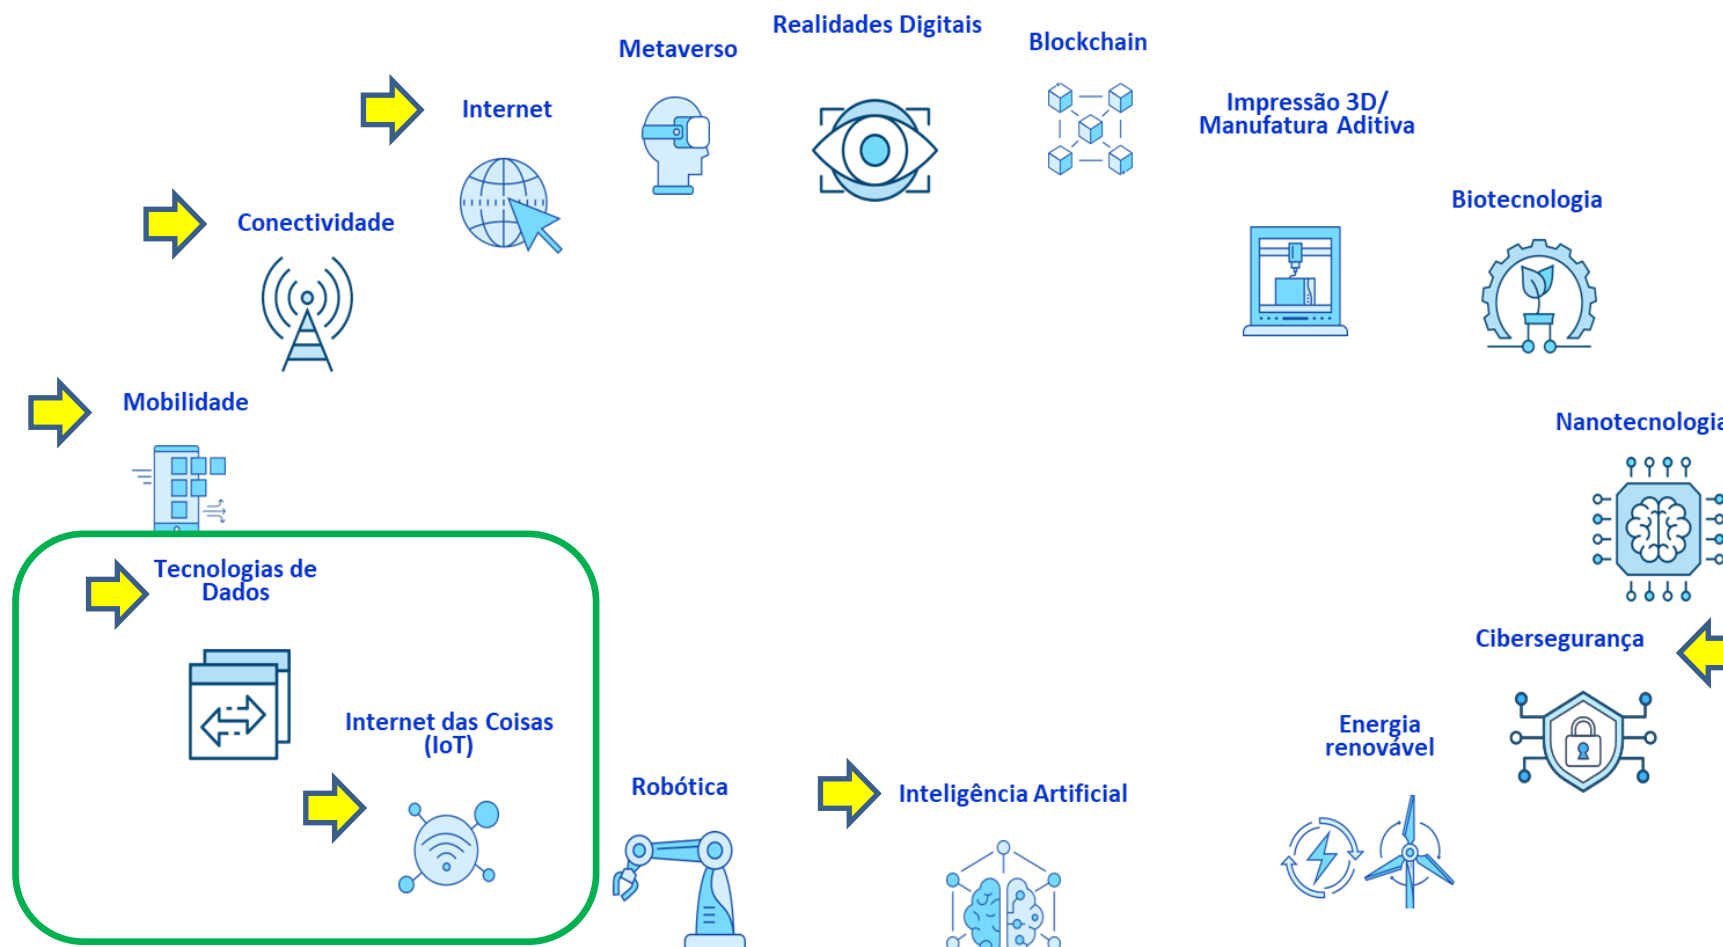 Realidades Digitais
Metaverso
Blockchain
Internet
Impressão 3D/
Manufatura Aditiva
Biotecnologia
Conectividade
Mobilidade
Nanotecnologia
Tecnologias de
Dados
Cibersegurança
Internet das Coisas
(IoT)
Energia
renovável
Robótica
Inteligência Artificial